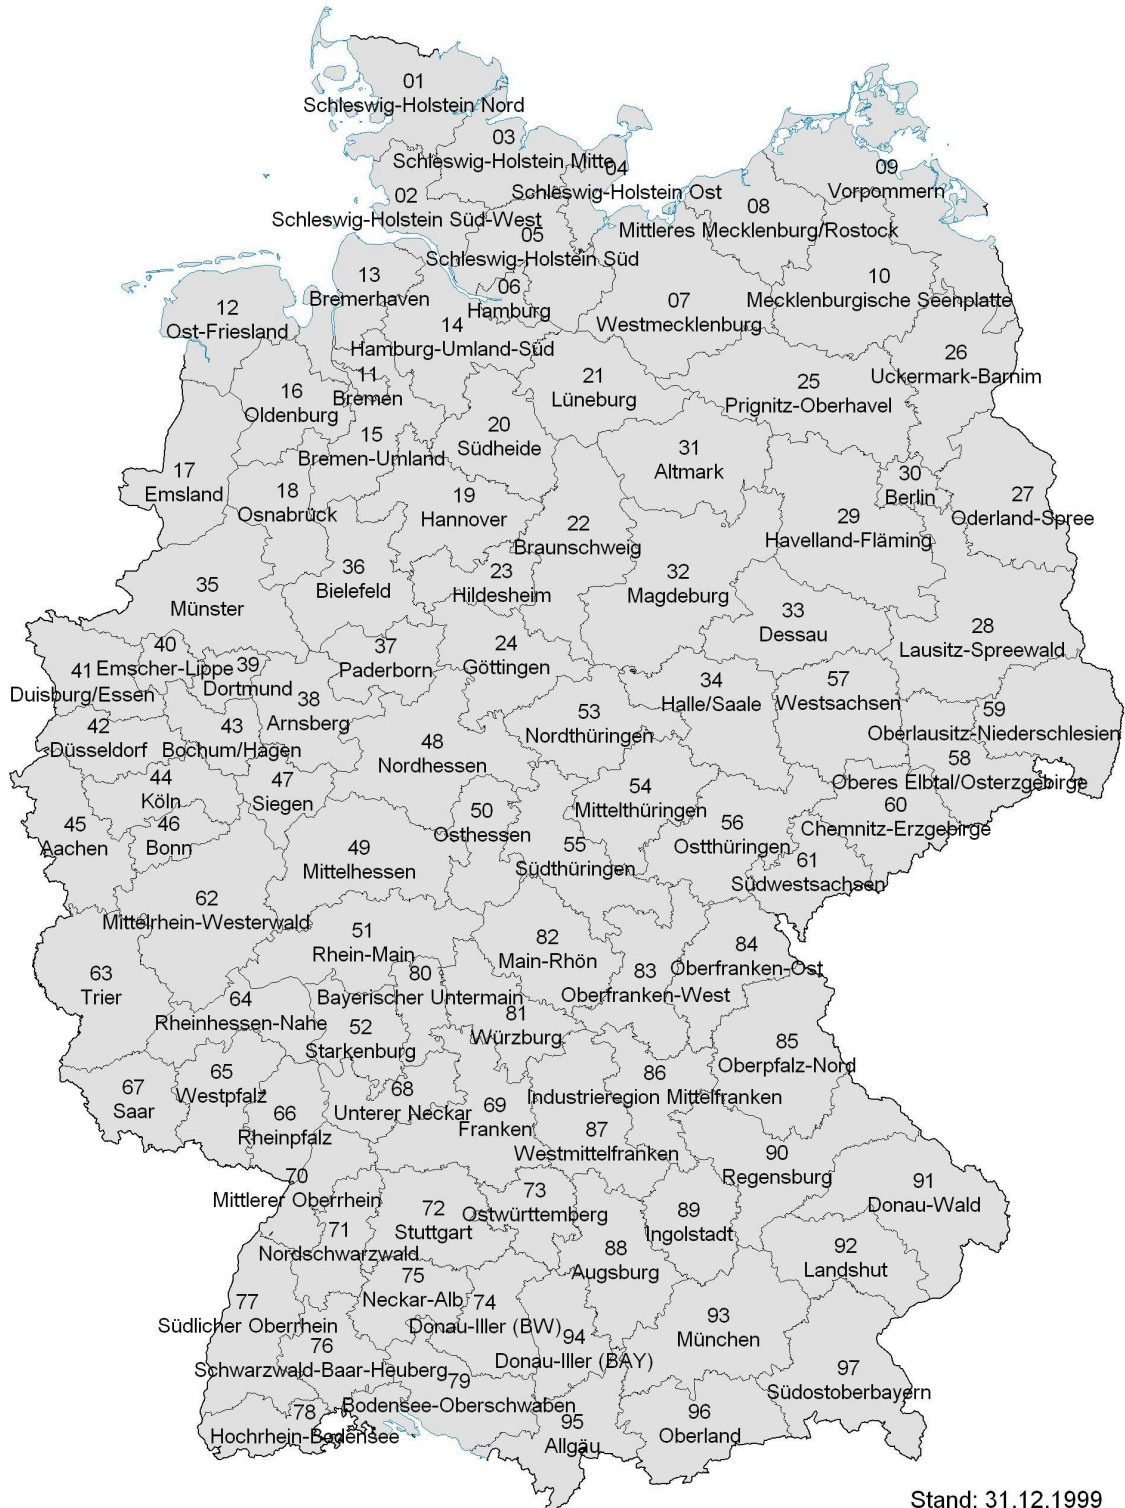 01
Schleswig-Holstein Nord
03
Schleswig-Holstein Mitte
04
Schleswig-Holstein Ost
02
Schleswig-Holstein Süd-West
05
Schleswig-Holstein Süd
09
Vorpommern
08
Mittleres Mecklenburg/Rostock
13
Bremerhaven
06
Hamburg
10
Mecklenburgische Seenplatte
12
Ost-Friesland
07
Westmecklenburg
14
Hamburg-Umland-Süd
26
Uckermark-Barnim
11
Bremen
21
Lüneburg
25
Prignitz-Oberhavel
16
Oldenburg
20
Südheide
15
Bremen-Umland
31
Altmark
17
Emsland
30
Berlin
18
Osnabrück
19
Hannover
27
Oderland-Spree
22
Braunschweig
29
Havelland-Fläming
36
Bielefeld
23
Hildesheim
32
Magdeburg
35
Münster
33
Dessau
28
Lausitz-Spreewald
40
Emscher-Lippe
37
Paderborn
24
Göttingen
41
Duisburg/Essen
39
Dortmund
34
Halle/Saale
57
Westsachsen
38
Arnsberg
53
Nordthüringen
59
Oberlausitz-Niederschlesien
42
Düsseldorf
43
Bochum/Hagen
48
Nordhessen
58
Oberes Elbtal/Osterzgebirge
44
Köln
47
Siegen
54
Mittelthüringen
60
Chemnitz-Erzgebirge
45
Aachen
46
Bonn
50
Osthessen
56
Ostthüringen
49
Mittelhessen
55
Südthüringen
61
Südwestsachsen
62
Mittelrhein-Westerwald
51
Rhein-Main
82
Main-Rhön
84
Oberfranken-Ost
63
Trier
80
Bayerischer Untermain
83
Oberfranken-West
64
Rheinhessen-Nahe
52
Starkenburg
81
Würzburg
85
Oberpfalz-Nord
67
Saar
65
Westpfalz
68
Unterer Neckar
86
Industrieregion Mittelfranken
66
Rheinpfalz
69
Franken
87
Westmittelfranken
90
Regensburg
70
Mittlerer Oberrhein
73
Ostwürttemberg
91
Donau-Wald
72
Stuttgart
89
Ingolstadt
71
Nordschwarzwald
88
Augsburg
92
Landshut
75
Neckar-Alb
77
Südlicher Oberrhein
74
Donau-Iller (BW)
93
München
76
Schwarzwald-Baar-Heuberg
94
Donau-Iller (BAY)
97
Südostoberbayern
79
Bodensee-Oberschwaben
78
Hochrhein-Bodensee
95
Allgäu
96
Oberland
Stand: 31.12.1999